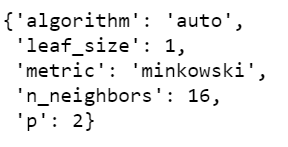 {'algorithm': 'auto',
 'leaf_size': 1,
 'metric': 'minkowski',
 'n_neighbors': 16,
 'p': 2}